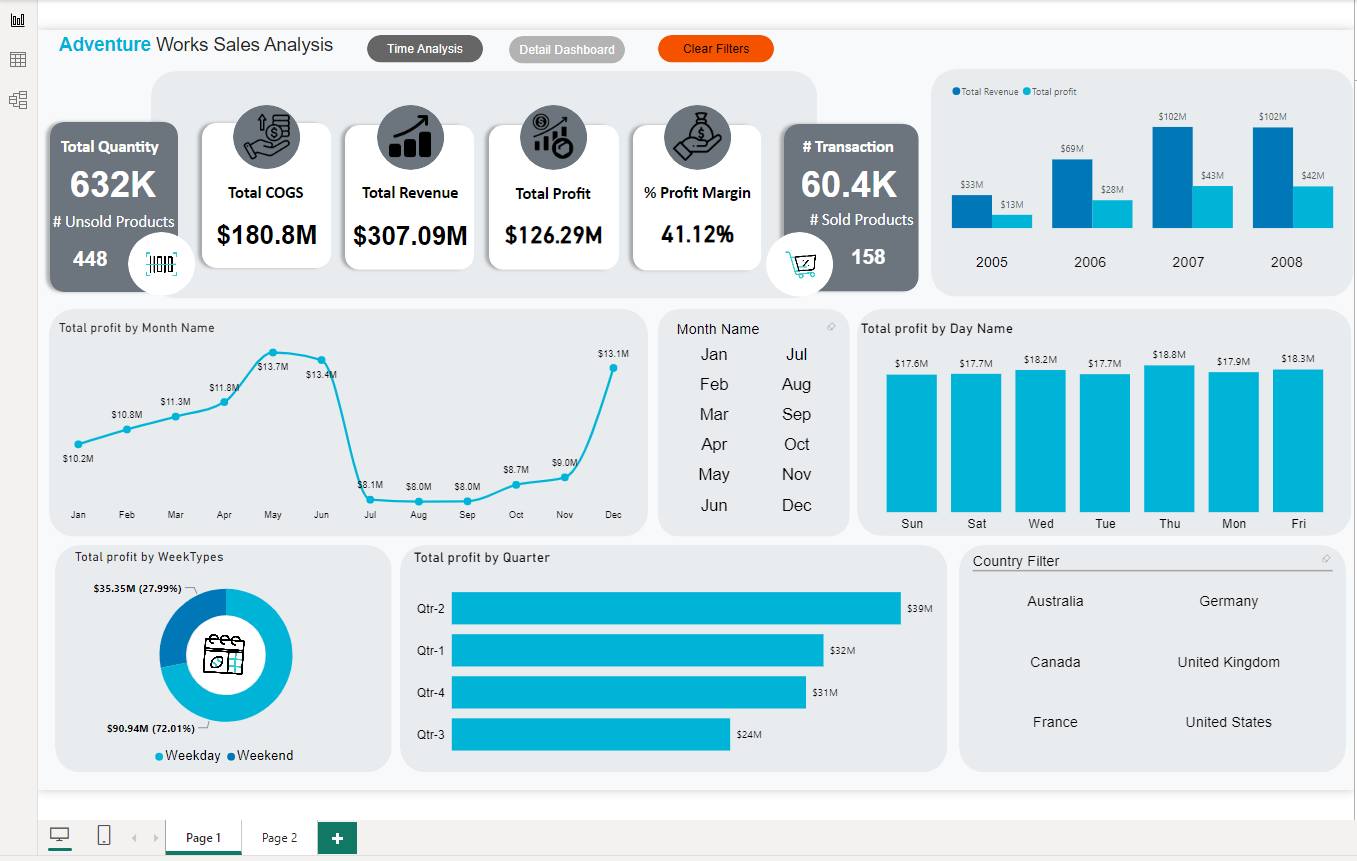 Adventure Works Sales Analysis
Time Analysis
Detail Dashboard
Clear Filters
Total Quantity
632K
# Unsold Products
448
Total COGS
$180.8M
Total Revenue
$307.09M
Total Profit
$126.29M
% Profit Margin
41.12%
# Transaction
60.4K
# Sold Products
158
Total Revenue Total profit
$33M $13M $69M $28M $102M $43M $102M $42M
2005 2006 2007 2008
Total profit by Month Name
$10.2M $10.8M $11.3M $11.8M $13.7M $13.4M $8.1M $8.0M $8.0M $8.7M $9.0M $13.1M
Jan Feb Mar Apr May Jun Jul Aug Sep Oct Nov Dec
Month Name
Jan Jul
Feb Aug
Mar Sep
Apr Oct
May Nov
Jun Dec
Total profit by Day Name
$17.6M $17.7M $18.2M $17.7M $18.8M $17.9M $18.3M
Sun Sat Wed Tue Thu Mon Fri
Total profit by WeekTypes
$35.35M (27.99%)
$90.94M (72.01%)
Weekday Weekend
Total profit by Quarter
Qtr-2 $39M
Qtr-1 $32M
Qtr-4 $31M
Qtr-3 $24M
Country Filter
Australia Germany
Canada United Kingdom
France United States
Page 1 Page 2